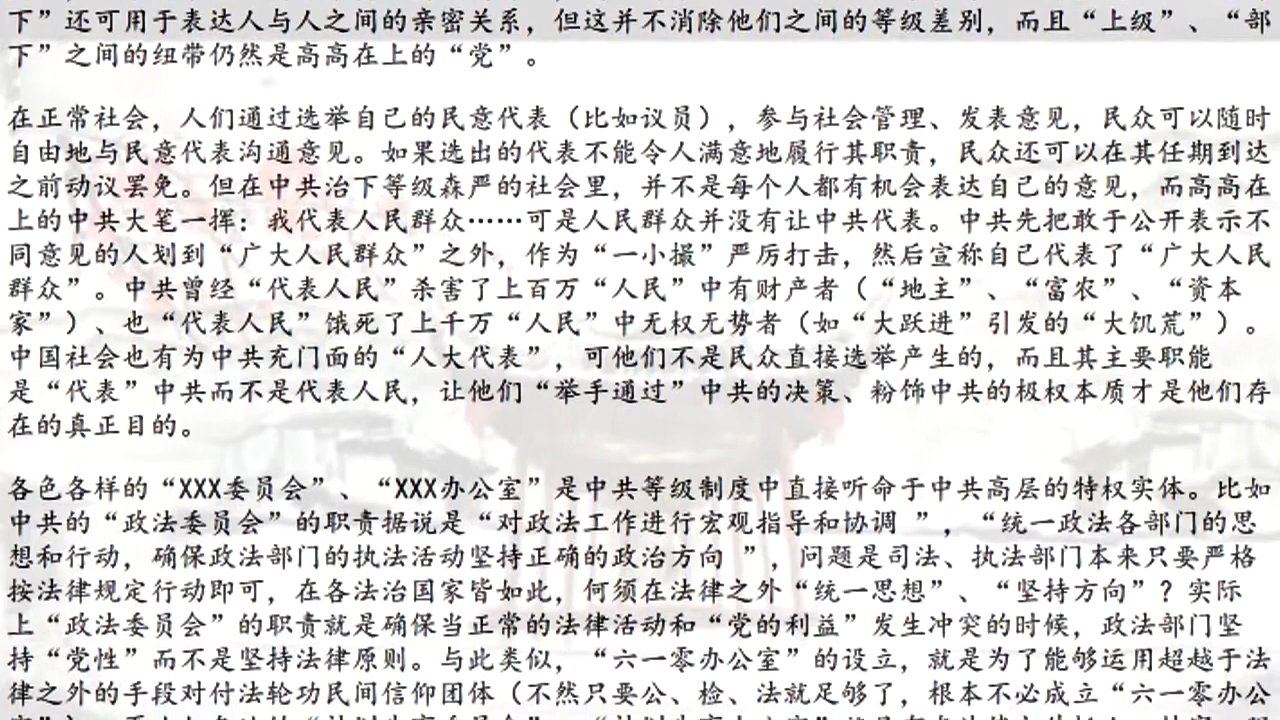 下”还可用于表达人与人之间的亲密关系，但这并不消除他们之间的等级差别，而且“上级”、“部
下”之间的纽带仍然是高高在上的“党”。
在正常社会，人们通过选举自己的民意代表（比如议员），参与社会管理、发表意见，民众可以随时
自由地与民意代表沟通意见。如果选出的代表不能令人满意地履行其职责，民众还可以在其任期到达
之前动议罢免。但在中共治下等级森严的社会里，并不是每个人都有机会表达自己的意见，而高高在
上的中共大笔一挥：我代表人民群众……可是人民群众并没有让中共代表。中共先把敢于公开表示不
同意见的人划到“广大人民群众”之外，作为“一小撮”严厉打击，然后宣称自己代表了“广大人民
群众”。中共曾经“代表人民”杀害了上百万“人民”中有财产者（“地主”、“富农”、“资本
家”）、也“代表人民”饿死了上千万“人民”中无权无势者（如“大跃进”引发的“大饥荒”）。
中国社会也有为中共充门面的“人大代表”，可他们不是民众直接选举产生的，而且其主要职能
是“代表”中共而不是代表人民，让他们“举手通过”中共的决策、粉饰中共的极权本质才是他们存
在的真正目的。
各色各样的“XXX委员会”、“XXX办公室”是中共等级制度中直接听命于中共高层的特权实体。比如
中共的“政法委员会”的职责据说是“对政法工作进行宏观指导和协调 ”，“统一政法各部门的思
想和行动，确保政法部门的执法活动坚持正确的政治方向 ”，问题是司法、执法部门本来只要严格
按法律规定行动即可，在各法治国家皆如此，何须在法律之外“统一思想”、“坚持方向”？实际
上“政法委员会”的职责就是确保当正常的法律活动和“党的利益”发生冲突的时候，政法部门坚
持“党性”而不是坚持法律原则。与此类似，“六一零办公室”的设立，就是为了能够运用超越于法
律之外的手段对付法轮功民间信仰团体（不然只要公、检、法就足够了，根本不必成立“六一零办公